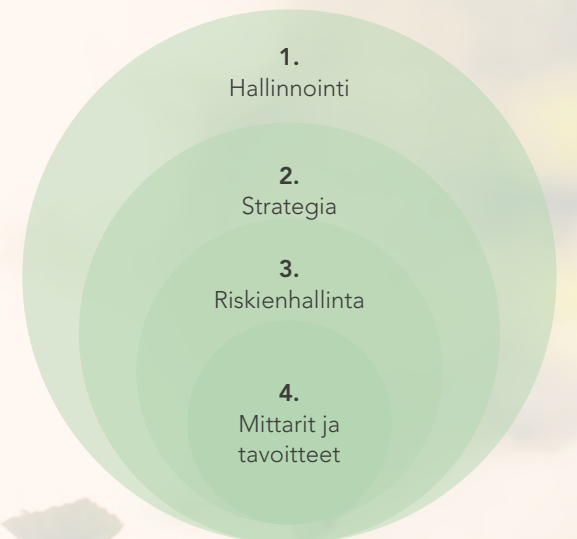 1.
Hallinnointi
2.
Strategia
3.
Riskienhallinta
4.
Mittarit ja
tavoitteet